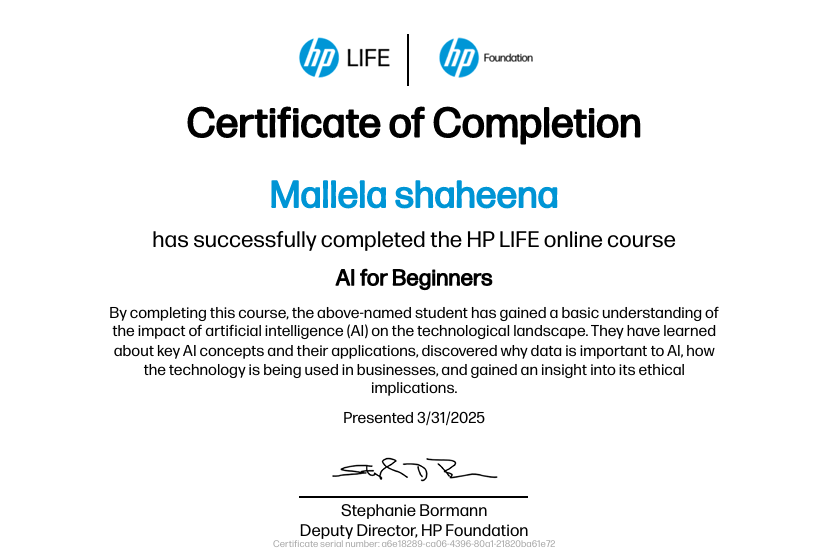 hp LIFE
hp Foundation
Certificate of Completion
Mallela shaheena
has successfully completed the HP LIFE online course
AI for Beginners
By completing this course, the above-named student has gained a basic understanding of
the impact of artificial intelligence (AI) on the technological landscape. They have learned
about key AI concepts and their applications, discovered why data is important to AI, how
the technology is being used in businesses, and gained an insight into its ethical
implications.
Presented 3/31/2025
Stephanie Bormann
Deputy Director, HP Foundation
Certificate serial number: a6e18289-ca06-4396-80a1-21820ba61e72